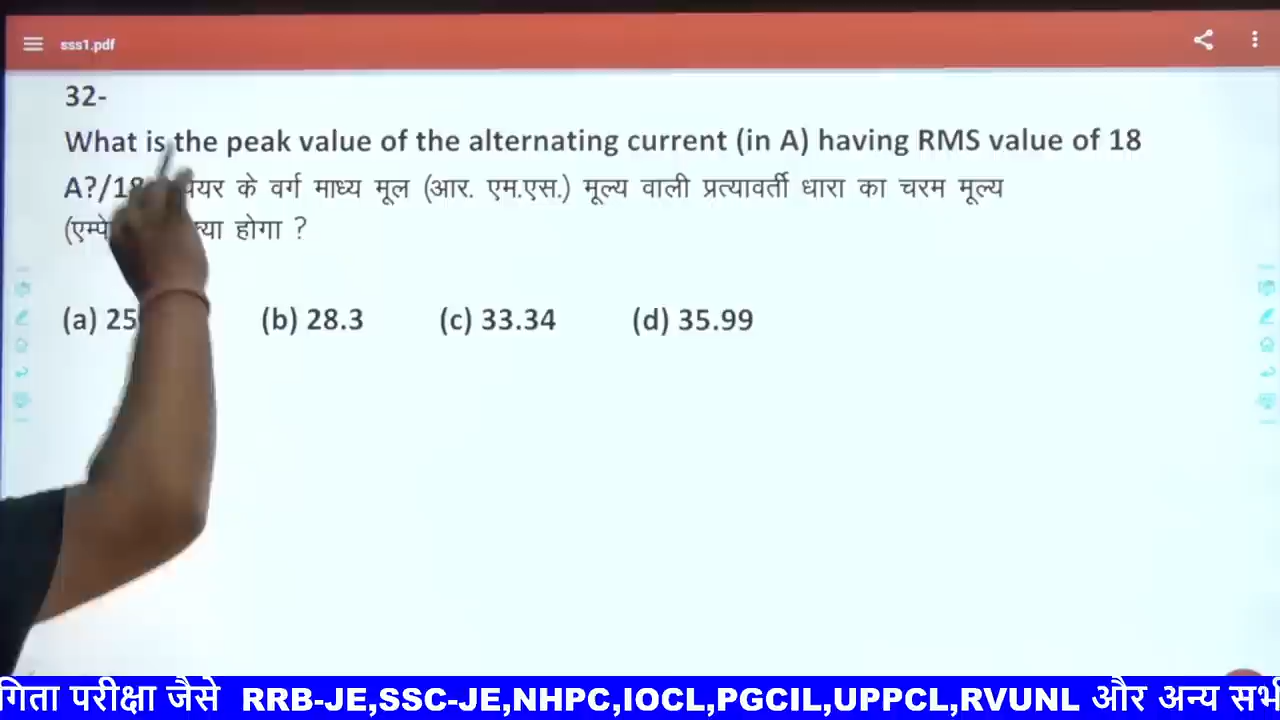 sss1.pdf
32-
What is the peak value of the alternating current (in A) having RMS value of 18
A?/18 के वर्ग माध्य मूल (आर. एम.एस.) मूल्य वाली प्रत्यावर्ती धारा का चरम मूल्य
होगा ?
(a) 25 (b) 28.3 (c) 33.34 (d) 35.99
गिता परीक्षा जैसे RRB-JE,SSC-JE,NHPC,IOCL,PGCIL,UPPCL,RVUNL और अन्य सभी